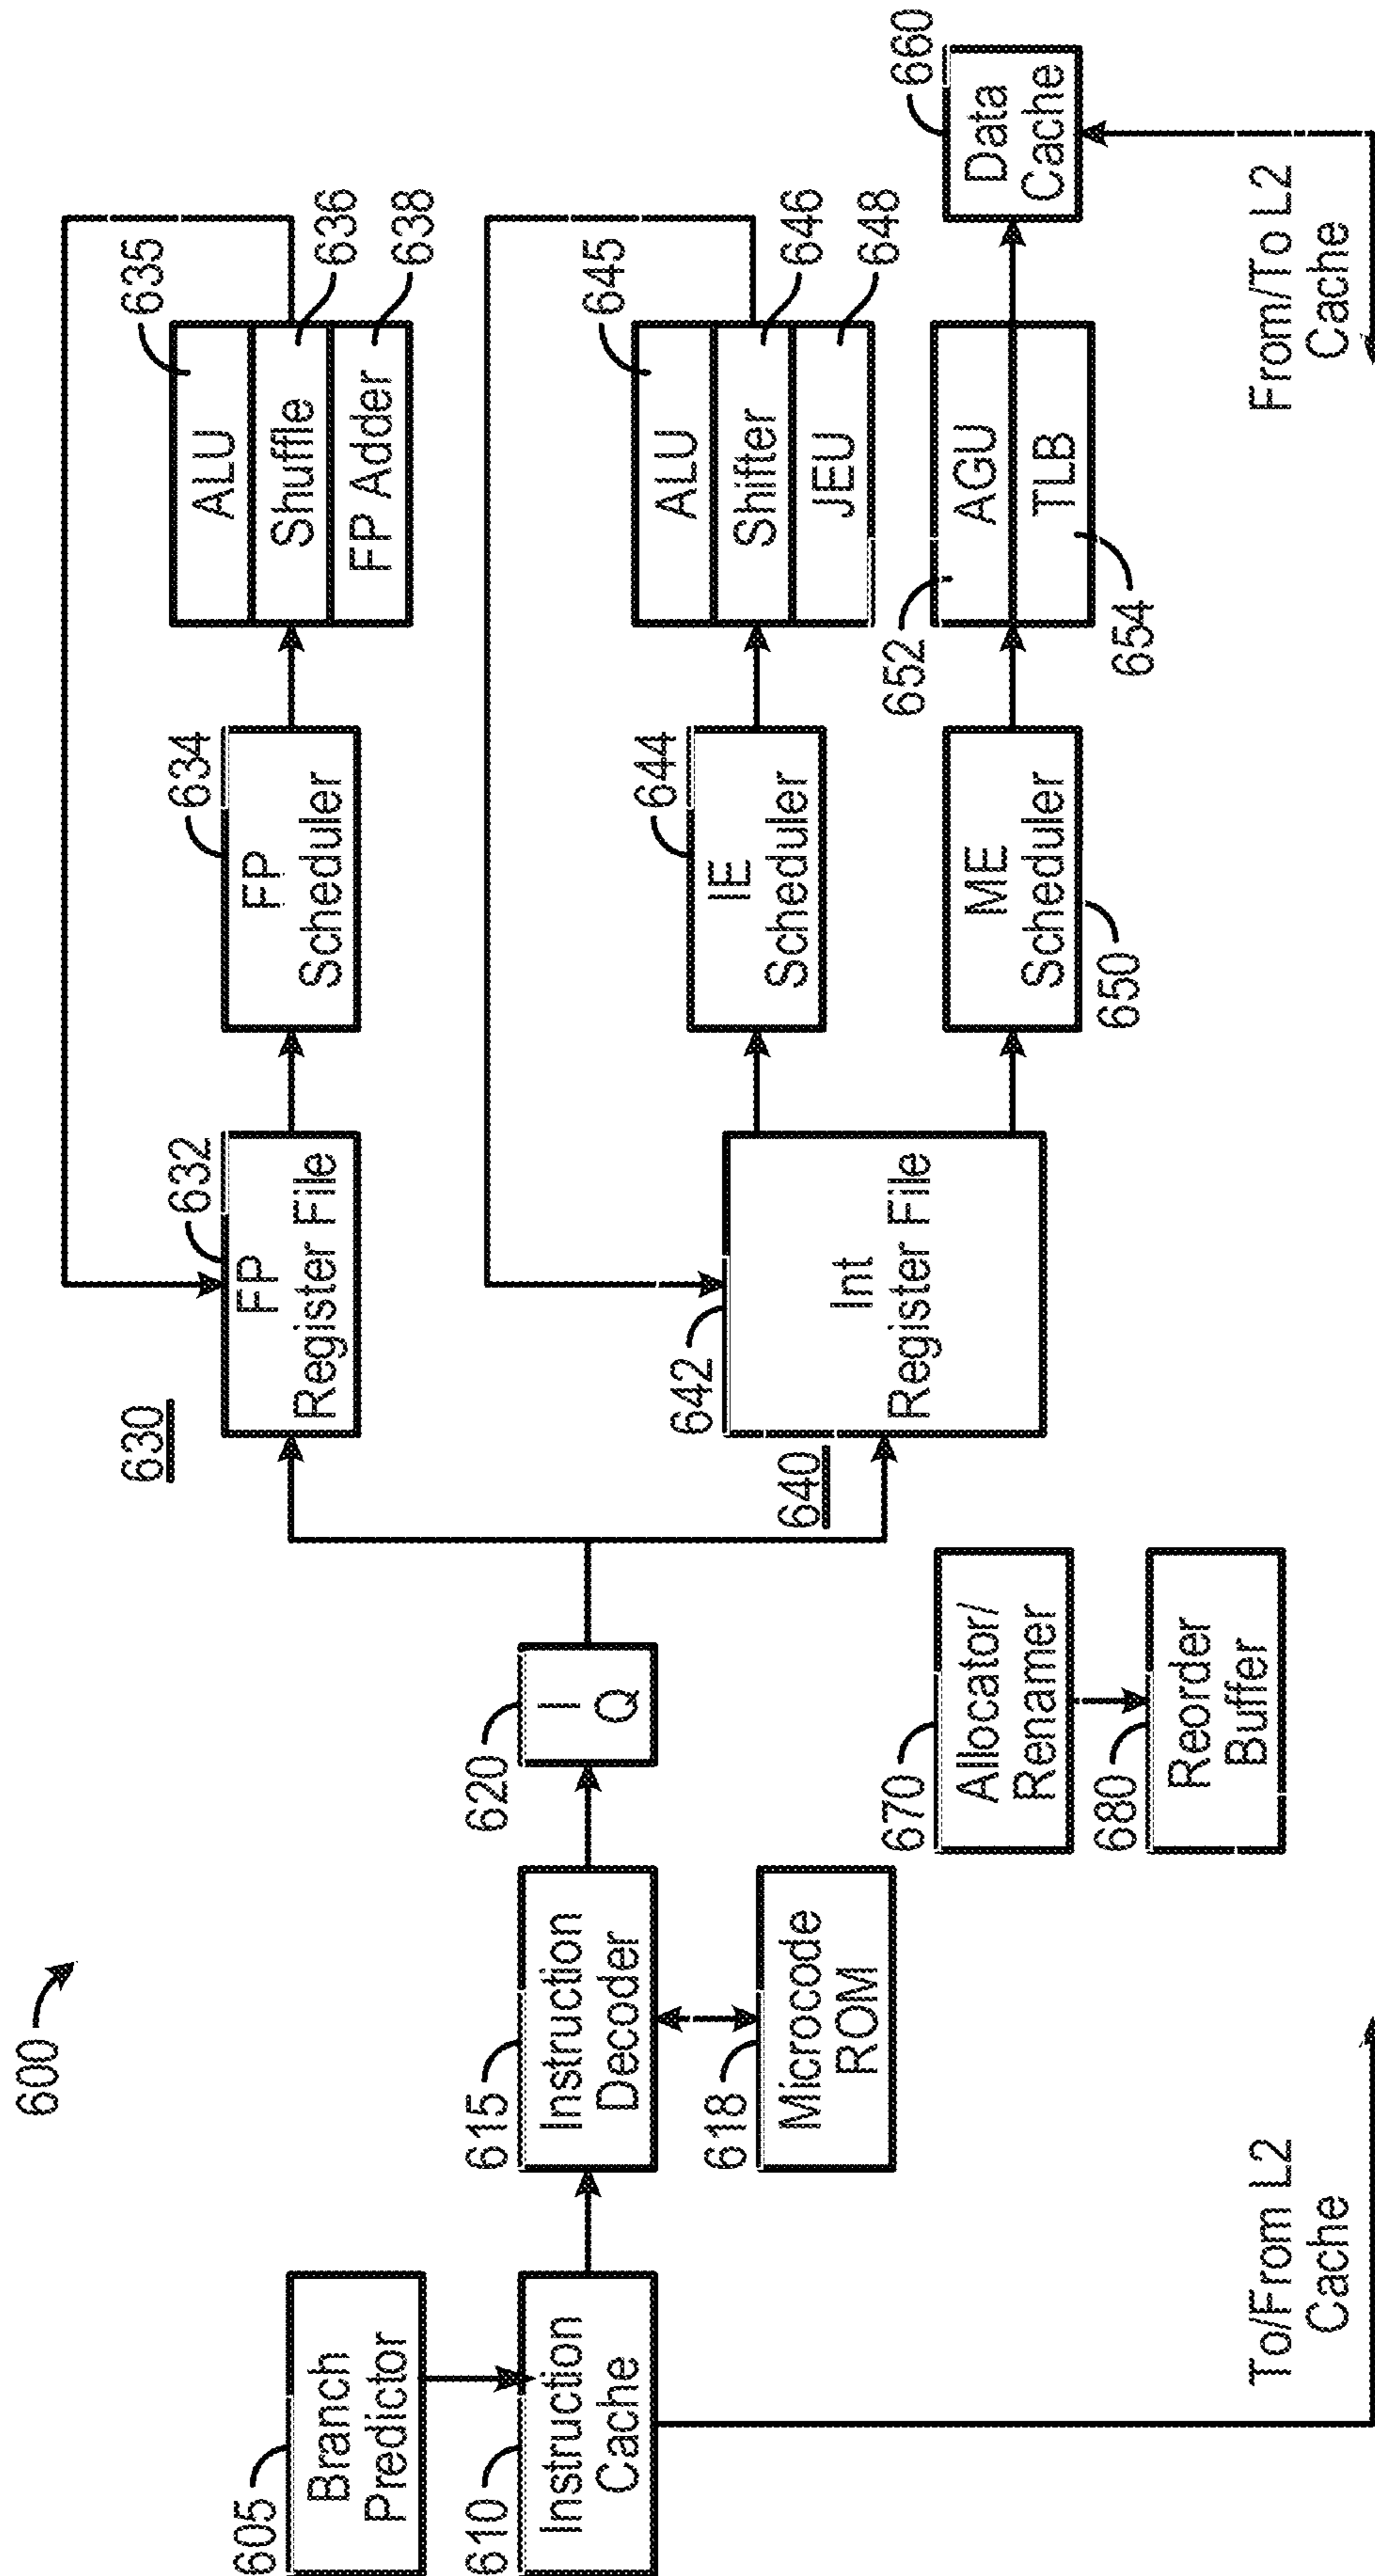 600
605
Branch
Predictor
610
Instruction
Cache
To/From L2
Cache
615
Instruction
Decoder
618
Microcode
ROM
620
I
Q
670
Allocator/
Renamer
680
Reorder
Buffer
630
632
FP
Register File
634
FP
Scheduler
635
ALU
636
Shuffle
638
FP Adder
640
642
Int
Register File
644
IE
Scheduler
645
ALU
646
Shifter
648
JEU
650
ME
Scheduler
652
AGU
654
TLB
660
Data
Cache
From/To L2
Cache